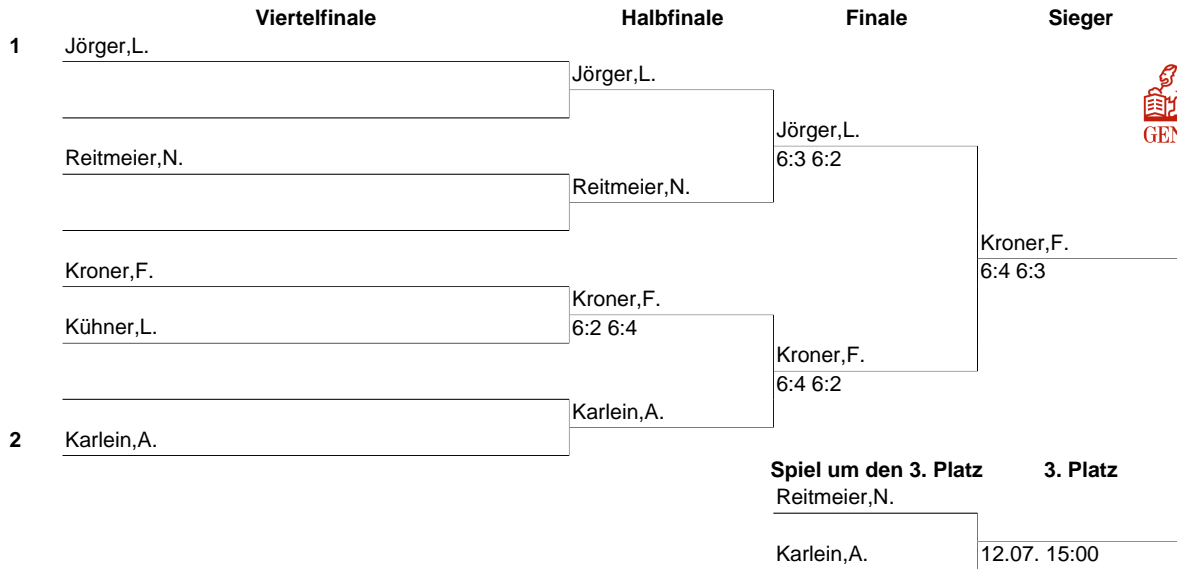 Viertelfinale Halbfinale Finale Sieger
1 Jörger,L.
Jörger,L.
Jörger,L.
Reitmeier,N. 6:3 6:2
Reitmeier,N.
Kroner,F.
Kroner,F. 6:4 6:3
Kroner,F.
Kühner,L. 6:2 6:4
Kroner,F.
6:4 6:2
Karlein,A.
2 Karlein,A.
Spiel um den 3. Platz 3. Platz
Reitmeier,N.
Karlein,A. 12.07. 15:00